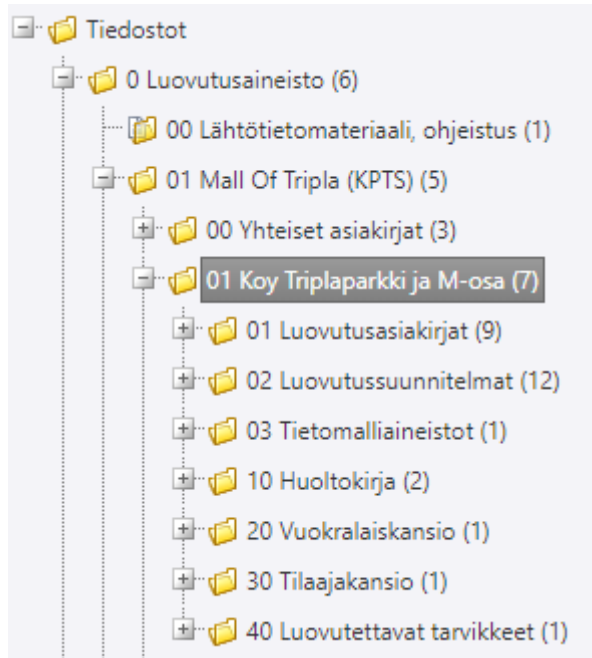 Tiedostot
0 Luovutusaineisto (6)
00 Lähtötietomateriaali, ohjeistus (1)
01 Mall Of Tripla (KPTS) (5)
00 Yhteiset asiakirjat (3)
01 Koy Triplaparkki ja M-osa (7)
01 Luovutusasiakirjat (9)
02 Luovutussuunnitelmat (12)
03 Tietomalliaineistot (1)
10 Huoltokirja (2)
20 Vuokralaiskansio (1)
30 Tilaajakansio (1)
40 Luovutettavat tarvikkeet (1)